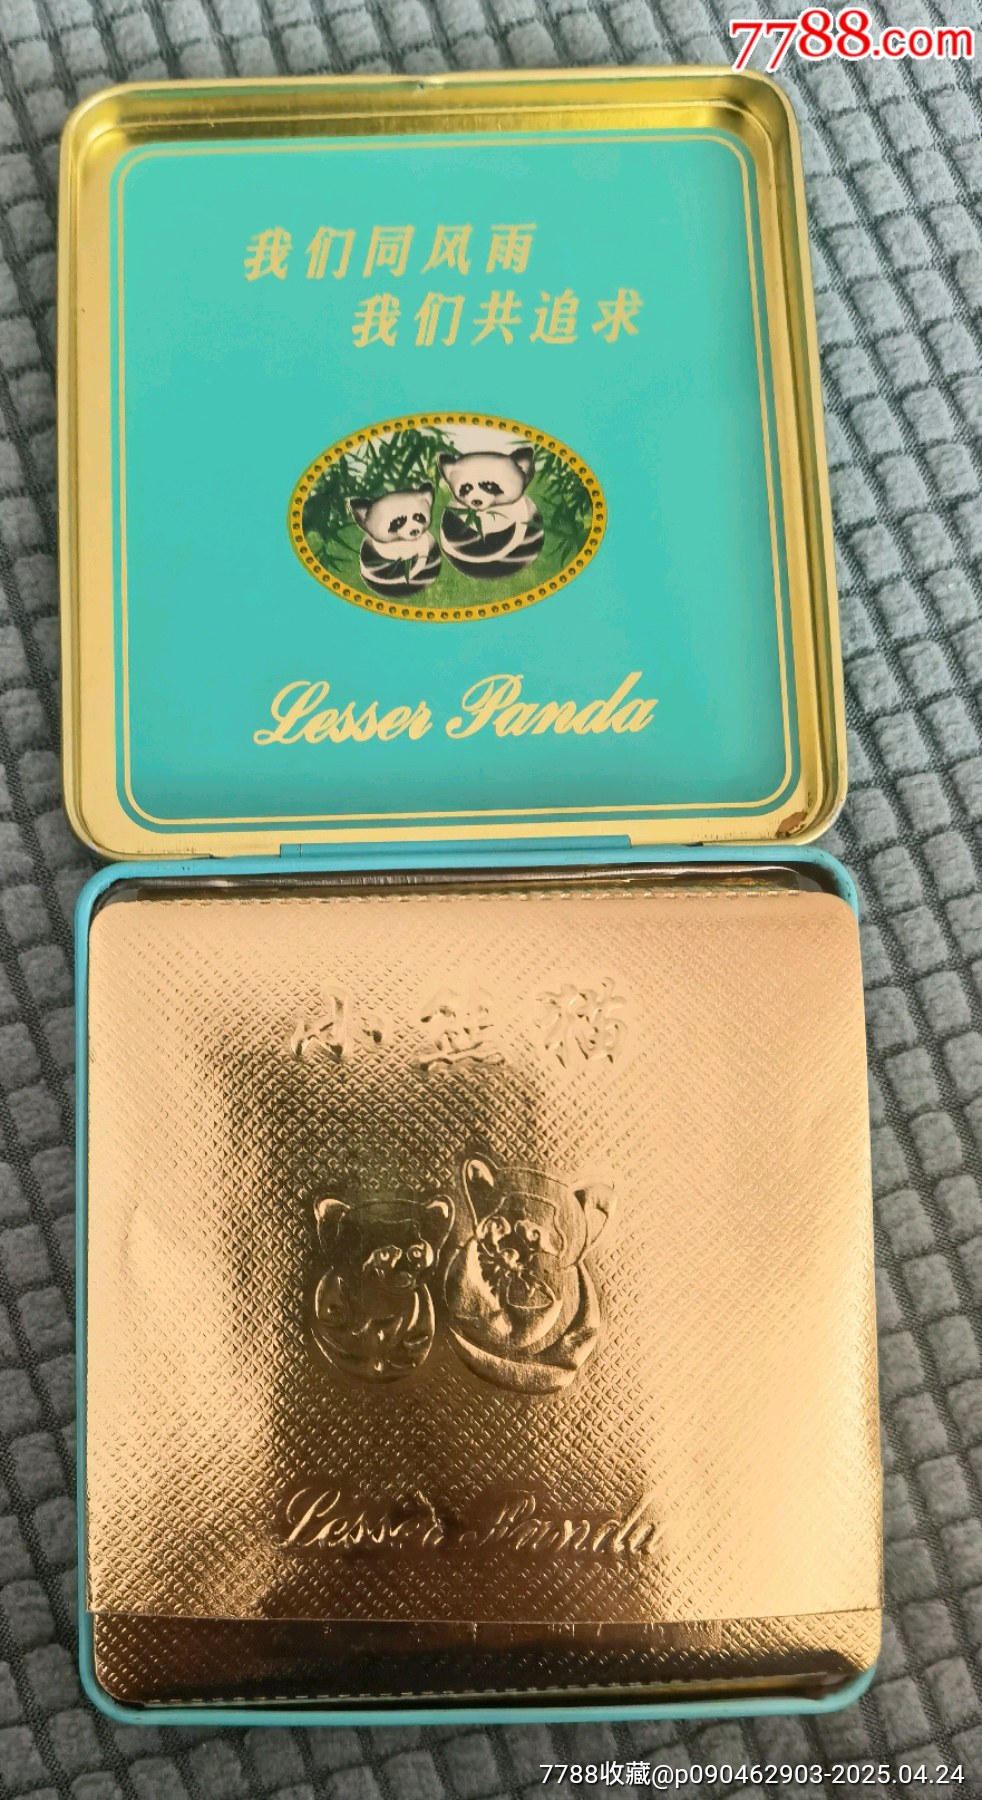 7788.com
我们同风雨
我们共追求
Lesser Panda
小熊猫
Lesser Panda
7788收藏@p090462903-2025.04.24